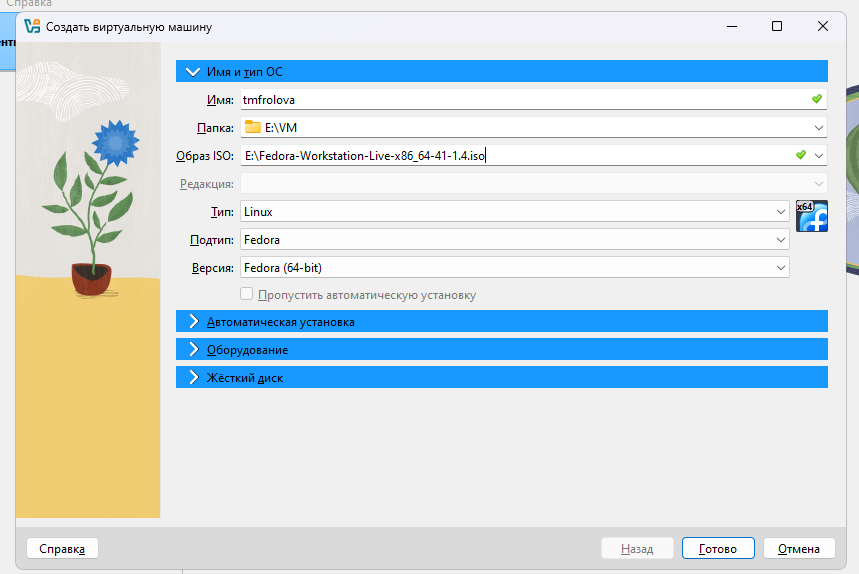 Справка
Создать виртуальную машину
Имя и тип ОС
Имя: tmfrolova
Папка: E:\VM
Образ ISO: E:\Fedora-Workstation-Live-x86_64-41-1.4.iso
Редакция:
Тип: Linux
x64
Подтип: Fedora
Версия: Fedora (64-bit)
Пропустить автоматическую установку
Автоматическая установка
Оборудование
Жёсткий диск
Справка
Назад
Готово
Отмена